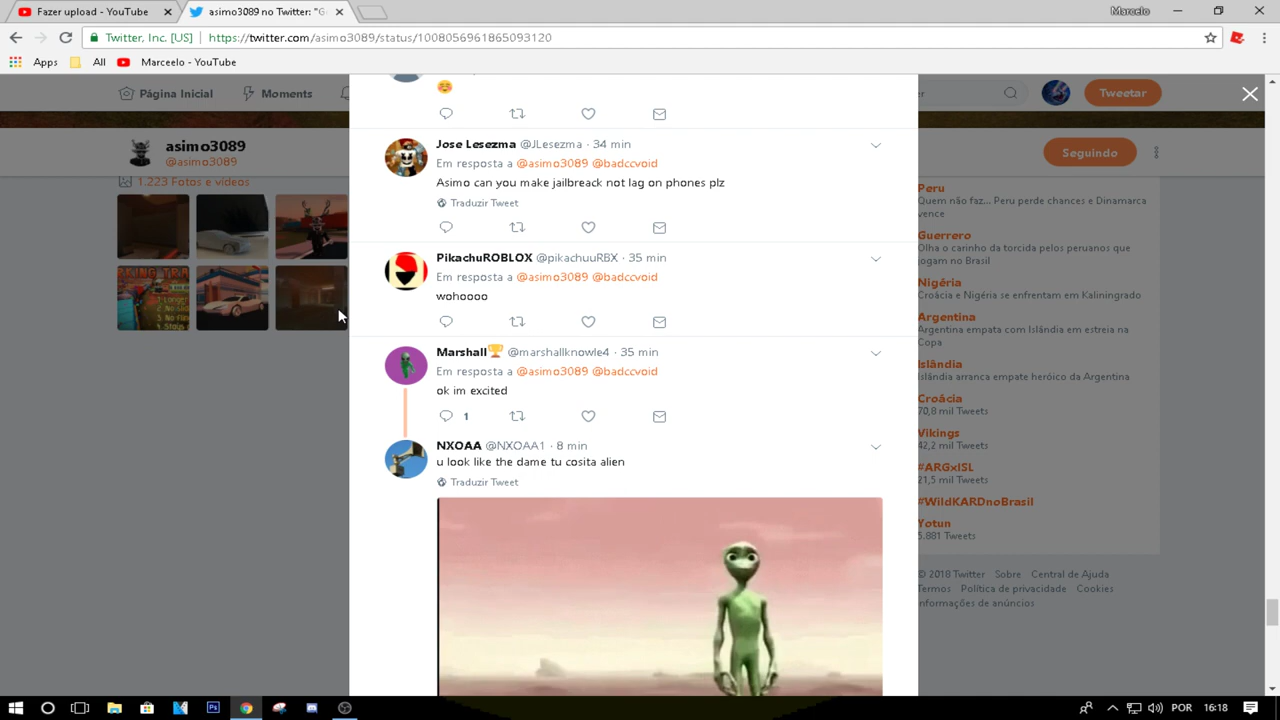 Fazer upload - YouTube
asimo3089 no Twitter: "G
Marcelo
Twitter, Inc. [US]
https://twitter.com/asimo3089/status/1008056961865093120
Apps
All
Marceelo - YouTube
Página Inicial
Moments
er
Tweetar
asimo3089
@asimo3089
Seguindo
1.223 Fotos e vídeos
Jose Lesezma @JLesezma · 34 min
Em resposta a @asimo3089 @badccvoid
Asimo can you make jailbreack not lag on phones plz
Traduzir Tweet
PikachuROBLOX @pikachuuRBX · 35 min
Em resposta a @asimo3089 @badccvoid
wohoooo
Marshall🏆 @marshallknowle4 · 35 min
Em resposta a @asimo3089 @badccvoid
ok im excited
1
NXOAA @NXOAA1 · 8 min
u look like the dame tu cosita alien
Traduzir Tweet
Peru
Quem não faz... Peru perde chances e Dinamarca
vence
Guerrero
Olha o carinho da torcida pelos peruanos que
jogam no Brasil
Nigéria
Croácia e Nigéria se enfrentam em Kaliningrado
Argentina
Argentina empata com Islândia em estreia na
Copa
Islândia
Islândia arranca empate heróico da Argentina
Croácia
70,8 mil Tweets
Vikings
42,2 mil Tweets
#ARGxISL
21,5 mil Tweets
#WildKARDnoBrasil
Yotun
5.881 Tweets
© 2018 Twitter Sobre Central de Ajuda
Termos Política de privacidade Cookies
Informações de anúncios
POR
16:18